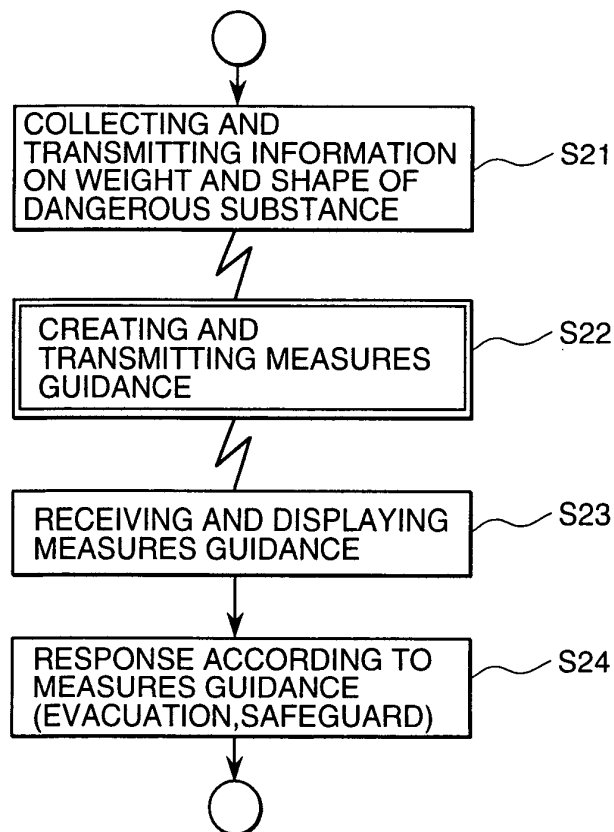 COLLECTING AND
TRANSMITTING INFORMATION
ON WEIGHT AND SHAPE OF
DANGEROUS SUBSTANCE
S21
CREATING AND
TRANSMITTING MEASURES
GUIDANCE
S22
RECEIVING AND DISPLAYING
MEASURES GUIDANCE
S23
RESPONSE ACCORDING TO
MEASURES GUIDANCE
(EVACUATION,SAFEGUARD)
S24